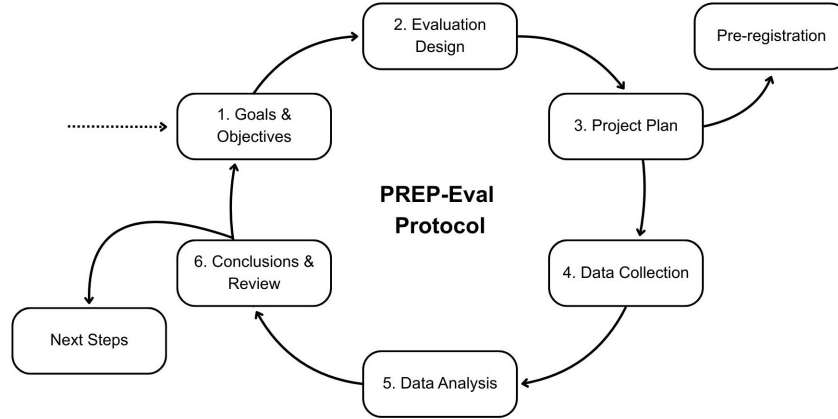 2. Evaluation
Design
Pre-registration
1. Goals &
Objectives
3. Project Plan
PREP-Eval
Protocol
6. Conclusions &
Review
4. Data Collection
Next Steps
5. Data Analysis